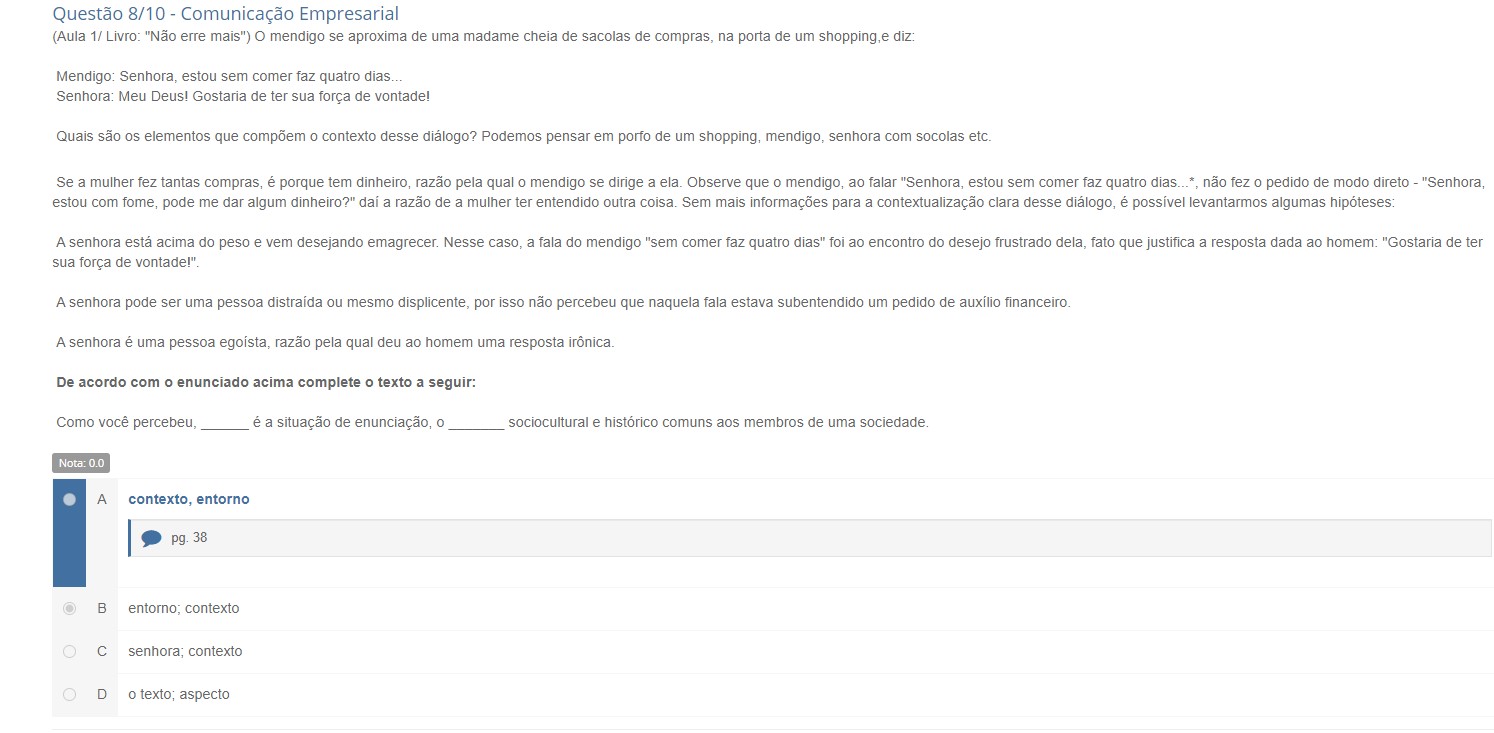 Questão 8/10 - Comunicação Empresarial
(Aula 1/ Livro: "Não erre mais") O mendigo se aproxima de uma madame cheia de sacolas de compras, na porta de um shopping,e diz:
Mendigo: Senhora, estou sem comer faz quatro dias...
Senhora: Meu Deus! Gostaria de ter sua força de vontade!
Quais são os elementos que compõem o contexto desse diálogo? Podemos pensar em porfo de um shopping, mendigo, senhora com socolas etc.
Se a mulher fez tantas compras, é porque tem dinheiro, razão pela qual o mendigo se dirige a ela. Observe que o mendigo, ao falar "Senhora, estou sem comer faz quatro dias...*, não fez o pedido de modo direto - "Senhora,
estou com fome, pode me dar algum dinheiro?" daí a razão de a mulher ter entendido outra coisa. Sem mais informações para a contextualização clara desse diálogo, é possível levantarmos algumas hipóteses:
A senhora está acima do peso e vem desejando emagrecer. Nesse caso, a fala do mendigo "sem comer faz quatro dias" foi ao encontro do desejo frustrado dela, fato que justifica a resposta dada ao homem: "Gostaria de ter
sua força de vontade!".
A senhora pode ser uma pessoa distraída ou mesmo displicente, por isso não percebeu que naquela fala estava subentendido um pedido de auxílio financeiro.
A senhora é uma pessoa egoísta, razão pela qual deu ao homem uma resposta irônica.
De acordo com o enunciado acima complete o texto a seguir:
Como você percebeu, ______ é a situação de enunciação, o _______ sociocultural e histórico comuns aos membros de uma sociedade.
Nota: 0.0
A contexto, entorno
pg. 38
B entorno; contexto
C senhora; contexto
D o texto; aspecto